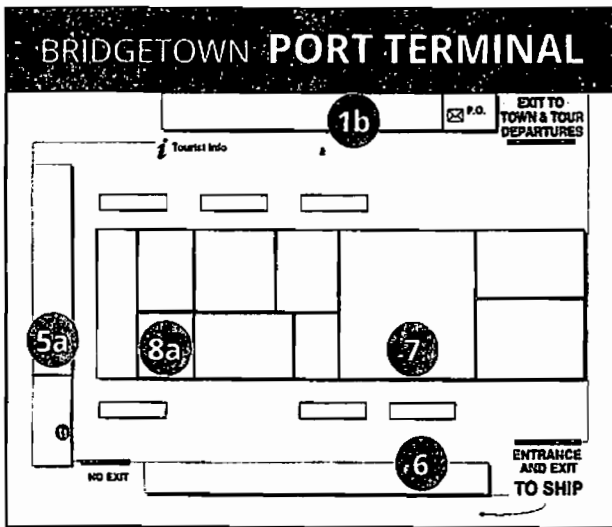 BRIDGETOWN PORT TERMINAL
1b
P.O.
EXIT TO
TOWN & TOUR
DEPARTURES
i Tourist Info
5a
8a
7
6
NO EXIT
ENTRANCE
AND EXIT
TO SHIP